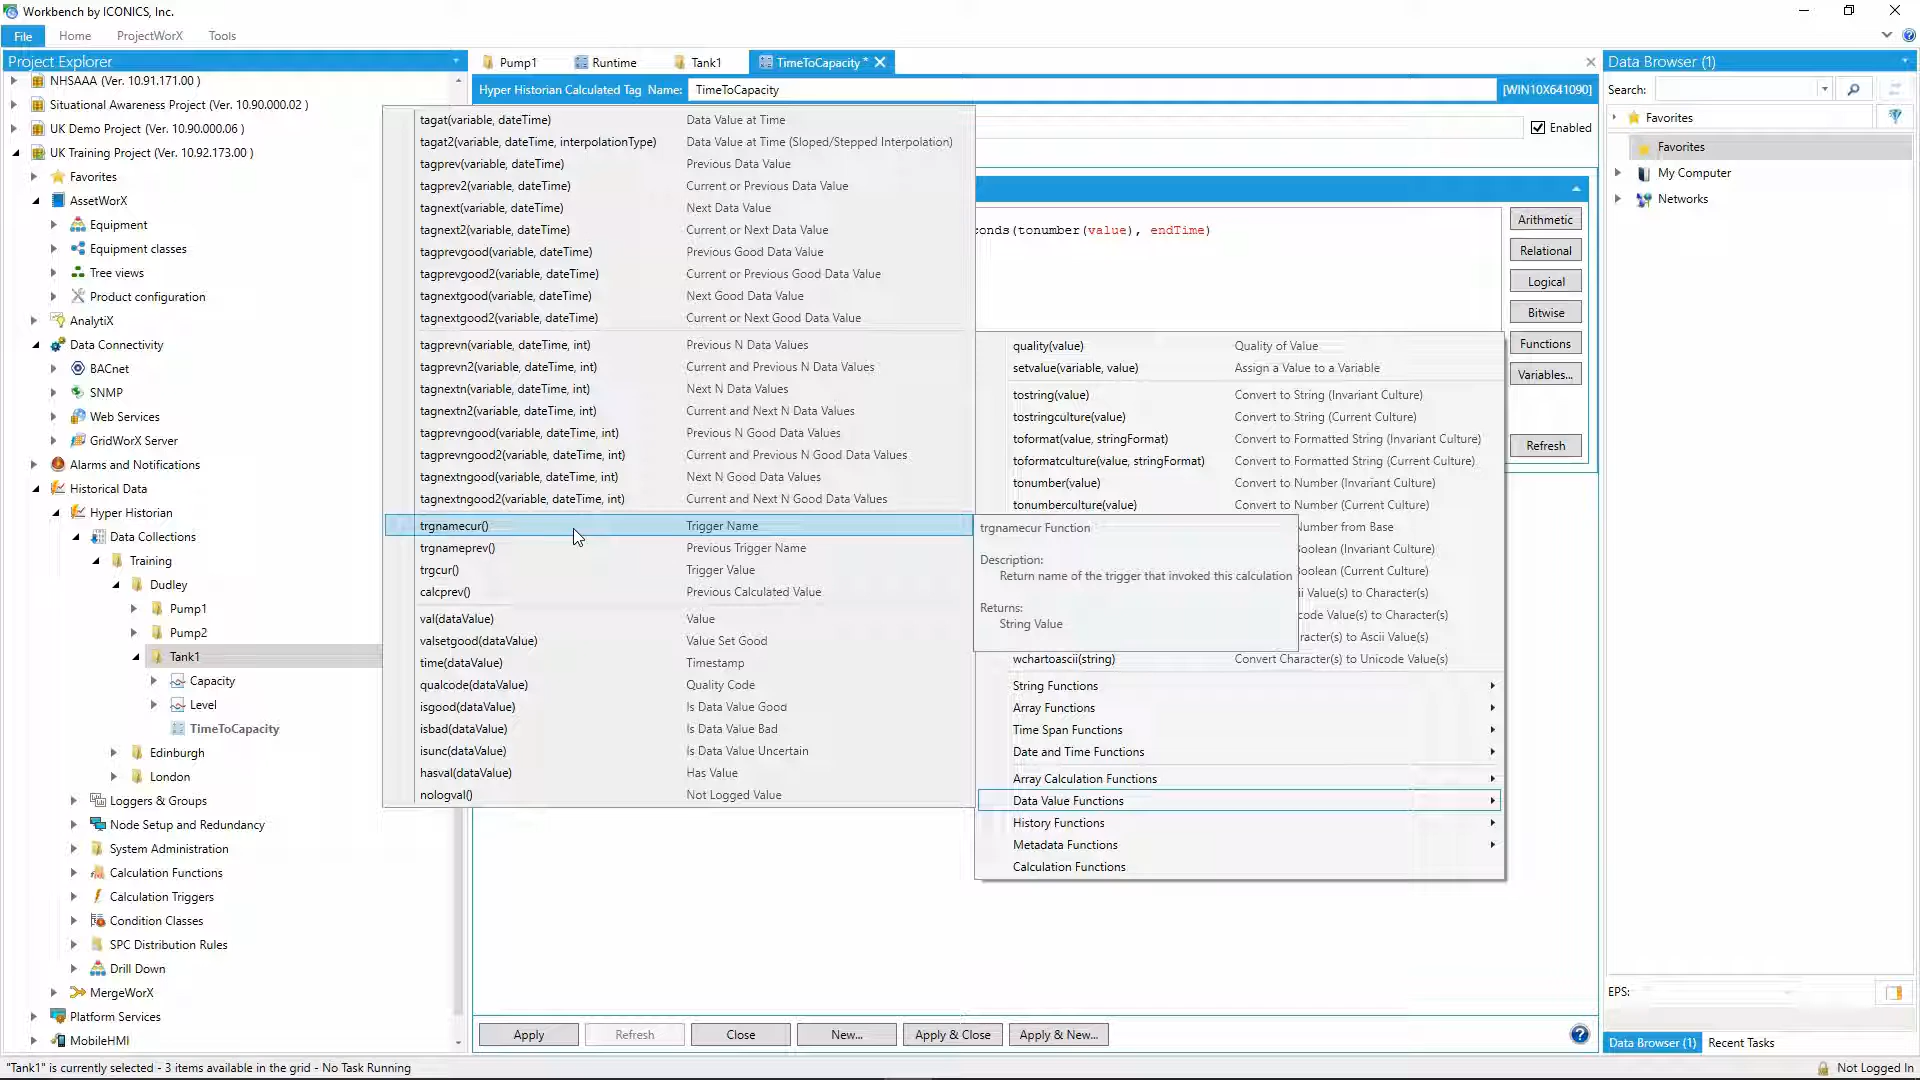 Workbench by ICONICS, Inc.
File
Home
ProjectWorX
Tools
Project Explorer
NHSAAA (Ver. 10.91.171.00 )
Situational Awareness Project (Ver. 10.90.000.02 )
UK Demo Project (Ver. 10.90.000.06 )
UK Training Project (Ver. 10.92.173.00 )
Favorites
AssetWorX
Equipment
Equipment classes
Tree views
Product configuration
AnalytiX
Data Connectivity
BACnet
SNMP
Web Services
GridWorX Server
Alarms and Notifications
Historical Data
Hyper Historian
Data Collections
Training
Dudley
Pump1
Pump2
Tank1
Capacity
Level
TimeToCapacity
Edinburgh
London
Loggers & Groups
Node Setup and Redundancy
System Administration
Calculation Functions
Calculation Triggers
Condition Classes
SPC Distribution Rules
Drill Down
MergeWorX
Platform Services
MobileHMI
Pump1
Runtime
Tank1
TimeToCapacity *
Hyper Historian Calculated Tag Name: TimeToCapacity [WIN10X641090]
Enabled
onds(tonumber(value), endTime)
Arithmetic
Relational
Logical
Bitwise
Functions
Variables...
Refresh
tagat(variable, dateTime) Data Value at Time
tagat2(variable, dateTime, interpolationType) Data Value at Time (Sloped/Stepped Interpolation)
tagprev(variable, dateTime) Previous Data Value
tagprev2(variable, dateTime) Current or Previous Data Value
tagnext(variable, dateTime) Next Data Value
tagnext2(variable, dateTime) Current or Next Data Value
tagprevgood(variable, dateTime) Previous Good Data Value
tagprevgood2(variable, dateTime) Current or Previous Good Data Value
tagnextgood(variable, dateTime) Next Good Data Value
tagnextgood2(variable, dateTime) Current or Next Good Data Value
tagprevn(variable, dateTime, int) Previous N Data Values
tagprevn2(variable, dateTime, int) Current and Previous N Data Values
tagnextn(variable, dateTime, int) Next N Data Values
tagnextn2(variable, dateTime, int) Current and Next N Data Values
tagprevngood(variable, dateTime, int) Previous N Good Data Values
tagprevngood2(variable, dateTime, int) Current and Previous N Good Data Values
tagnextngood(variable, dateTime, int) Next N Good Data Values
tagnextngood2(variable, dateTime, int) Current and Next N Good Data Values
trgnamecur() Trigger Name
trgnameprev() Previous Trigger Name
trgcur() Trigger Value
calcprev() Previous Calculated Value
val(dataValue) Value
valsetgood(dataValue) Value Set Good
time(dataValue) Timestamp
qualcode(dataValue) Quality Code
isgood(dataValue) Is Data Value Good
isbad(dataValue) Is Data Value Bad
isunc(dataValue) Is Data Value Uncertain
hasval(dataValue) Has Value
nologval() Not Logged Value
quality(value) Quality of Value
setvalue(variable, value) Assign a Value to a Variable
tostring(value) Convert to String (Invariant Culture)
tostringculture(value) Convert to String (Current Culture)
toformat(value, stringFormat) Convert to Formatted String (Invariant Culture)
toformatculture(value, stringFormat) Convert to Formatted String (Current Culture)
tonumber(value) Convert to Number (Invariant Culture)
tonumberculture(value) Convert to Number (Current Culture)
Number from Base
Boolean (Invariant Culture)
Boolean (Current Culture)
ii Value(s) to Character(s)
code Value(s) to Character(s)
racter(s) to Ascii Value(s)
wchartoascii(string) Convert Character(s) to Unicode Value(s)
trgnamecur Function
Description:
Return name of the trigger that invoked this calculation
Returns:
String Value
String Functions
Array Functions
Time Span Functions
Date and Time Functions
Array Calculation Functions
Data Value Functions
History Functions
Metadata Functions
Calculation Functions
Apply
Refresh
Close
New...
Apply & Close
Apply & New...
Data Browser (1)
Search:
Favorites
Favorites
My Computer
Networks
EPS:
Data Browser (1)
Recent Tasks
"Tank1" is currently selected - 3 items available in the grid - No Task Running
Not Logged In